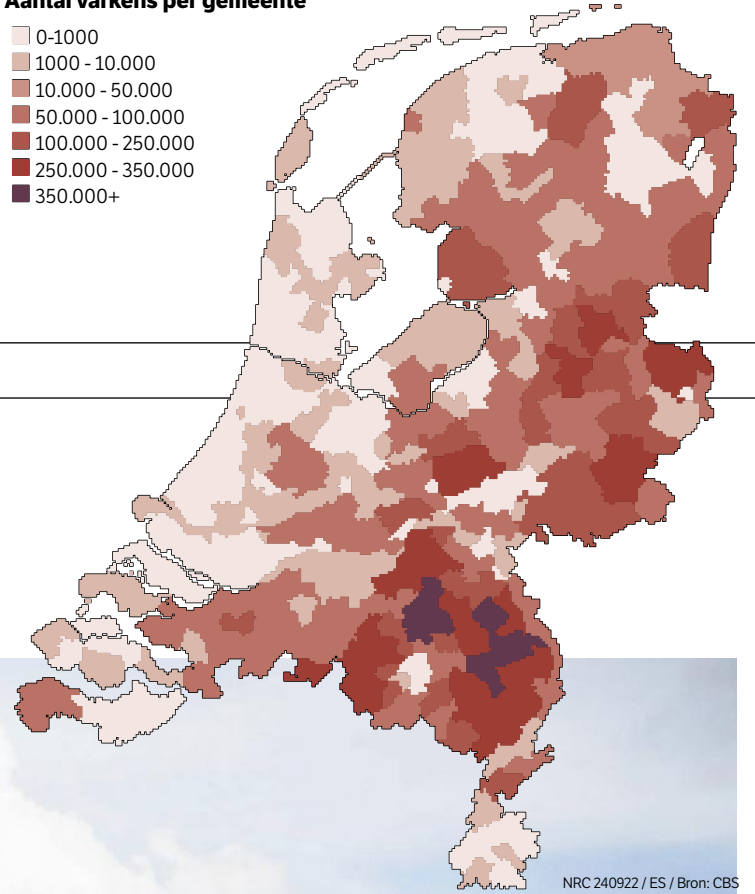 Aantal varkens per gemeente
0-1000
1000 - 10.000
10.000 - 50.000
50.000 - 100.000
100.000 - 250.000
250.000 - 350.000
350.000+
NRC 240922 / ES / Bron: CBS